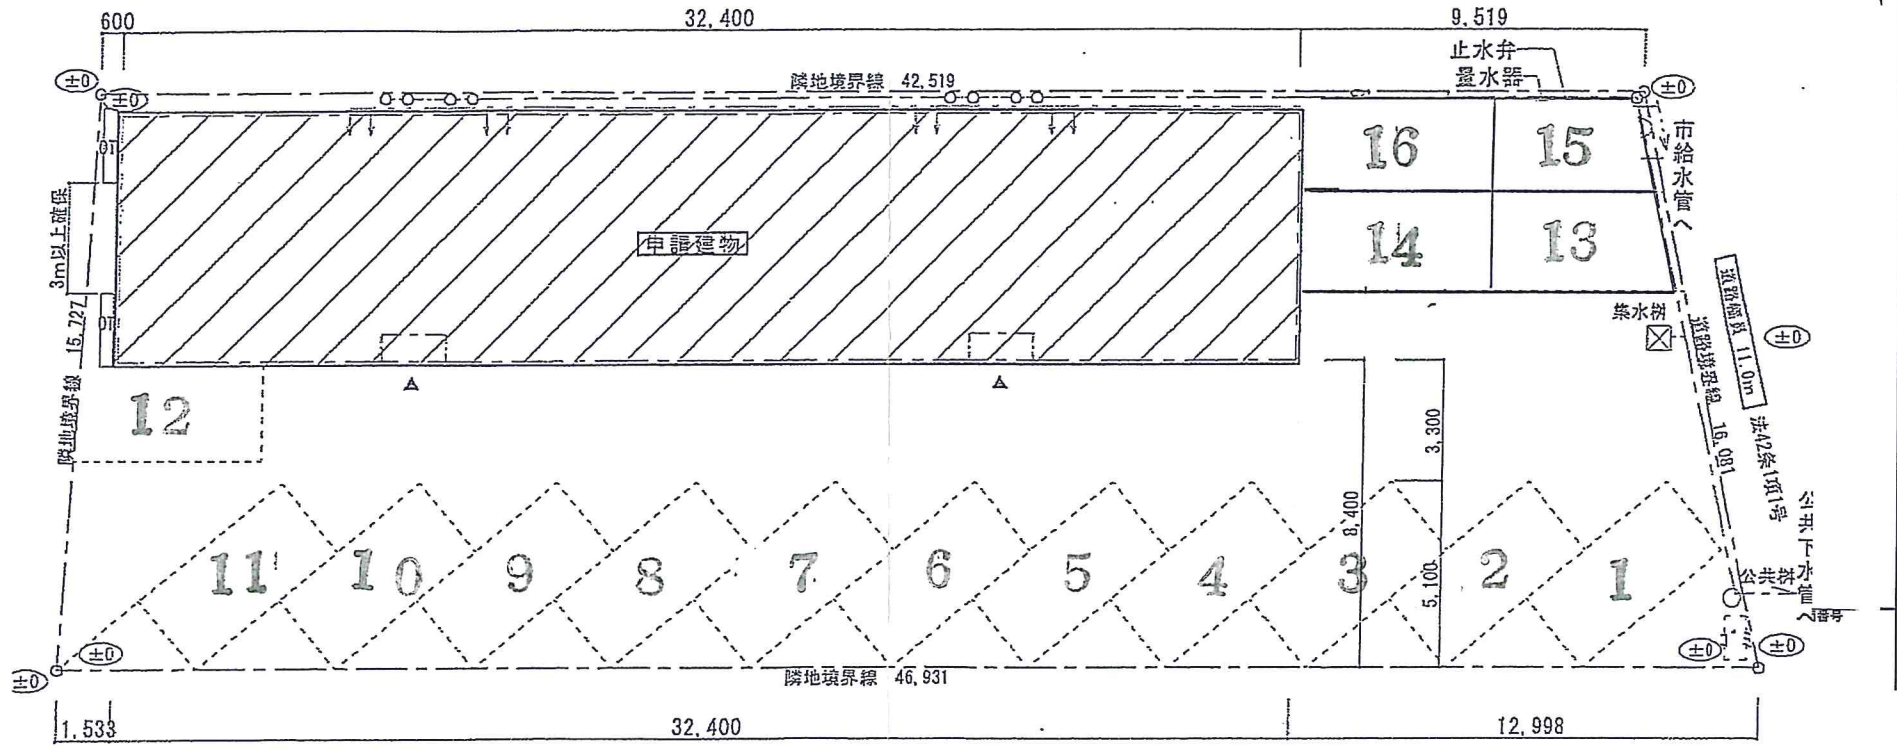 600
32,400
9,519
止水弁
量水器
±0
±0
±0
隣地境界線 42,519
市給水管へ
16
15
14
13
3m以上確保
申請建物
隣地境界線 15,727
集水桝
道路境界線 16,081
道路幅員 11.0m
法42条1項1号
±0
12
3,300
8,400
5,100
11
10
9
8
7
6
5
4
3
2
1
公共下水管へ
公共桝
番号
±0
±0
±0
±0
隣地境界線 46,931
1,533
32,400
12,998